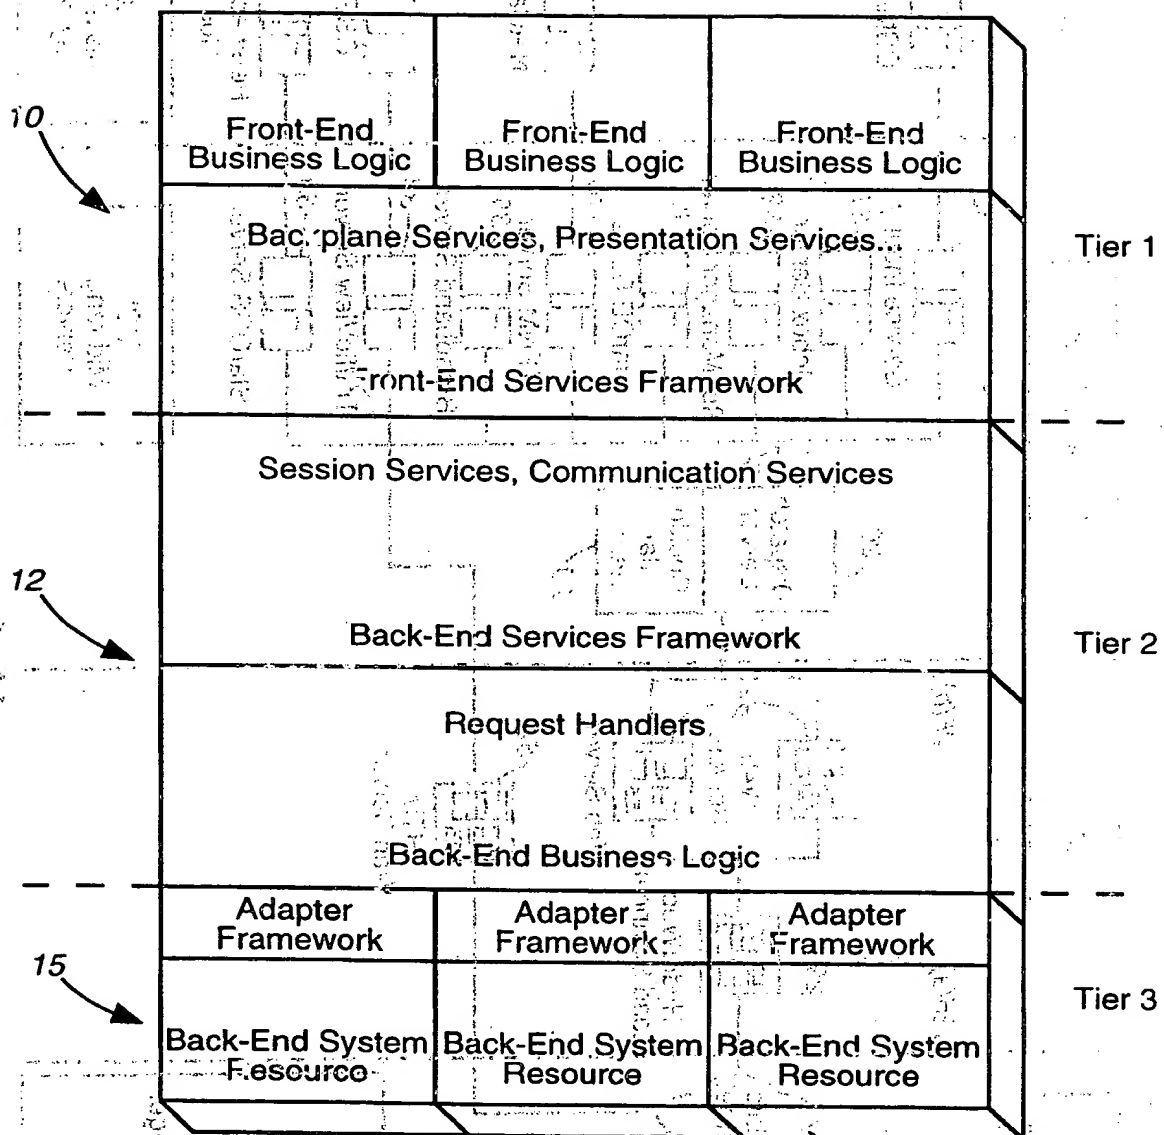 10
Front-End
Business Logic
Front-End
Business Logic
Front-End
Business Logic
Backplane Services, Presentation Services...
Tier 1
Front-End Services Framework
Session Services, Communication Services
12
Back-End Services Framework
Tier 2
Request Handlers
Back-End Business Logic
Adapter
Framework
Adapter
Framework
Adapter
Framework
15
Tier 3
Back-End System
Resource
Back-End System
Resource
Back-End System
Resource